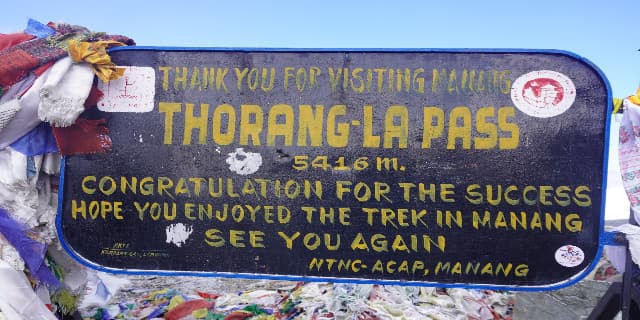 THANK YOU FOR VISITING MANANG
THORANG-LA PASS
5416 m.
CONGRATULATION FOR THE SUCCESS
HOPE YOU ENJOYED THE TREK IN MANANG
SEE YOU AGAIN
NTNC-ACAP, MANANG